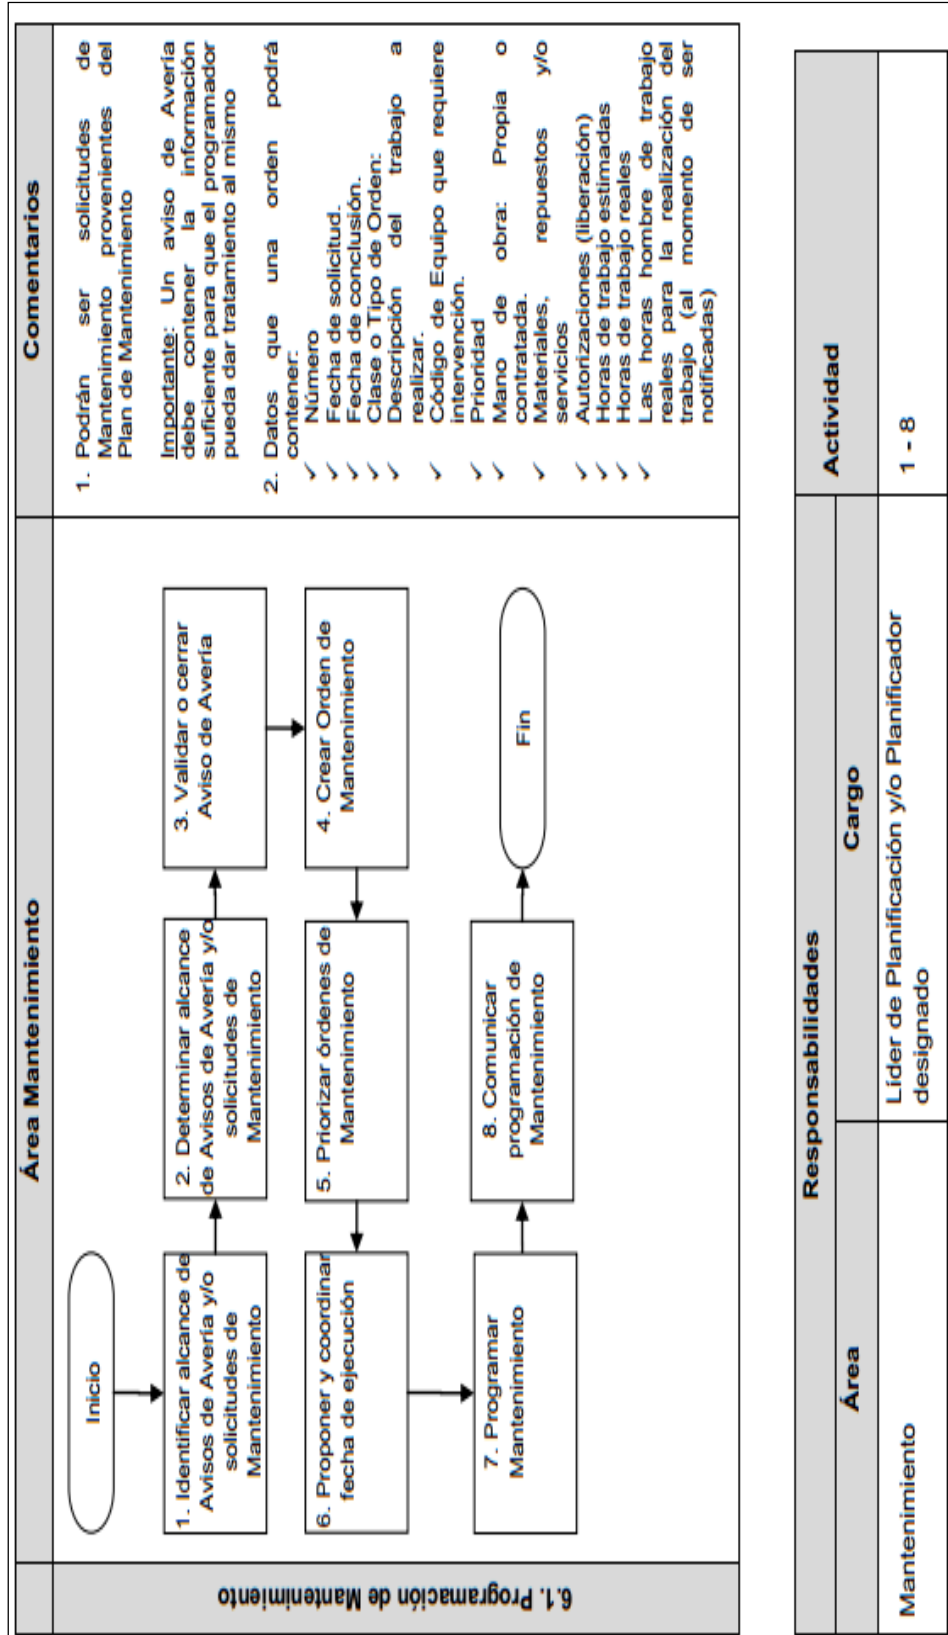 Área Mantenimiento
Comentarios
6.1. Programación de Mantenimiento
Inicio
1. Identificar alcance de
Avisos de Avería y/o
solicitudes de
Mantenimiento
2. Determinar alcance
de Avisos de Avería y/o
solicitudes de
Mantenimiento
3. Validar o cerrar
Aviso de Avería
4. Crear Orden de
Mantenimiento
5. Priorizar órdenes de
Mantenimiento
6. Proponer y coordinar
fecha de ejecución
7. Programar
Mantenimiento
8. Comunicar
programación de
Mantenimiento
Fin
1. Podrán ser solicitudes de
Mantenimiento provenientes del
Plan de Mantenimiento
Importante: Un aviso de Avería
debe contener la información
suficiente para que el programador
pueda dar tratamiento al mismo
2. Datos que una orden podrá
contener:
✓ Número
✓ Fecha de solicitud.
✓ Fecha de conclusión.
✓ Clase o Tipo de Orden:
✓ Descripción del trabajo a
realizar.
✓ Código de Equipo que requiere
intervención.
✓ Prioridad
✓ Mano de obra: Propia o
contratada.
✓ Materiales, repuestos y/o
servicios
✓ Autorizaciones (liberación)
✓ Horas de trabajo estimadas
✓ Horas de trabajo reales
✓ Las horas hombre de trabajo
reales para la realización del
trabajo (al momento de ser
notificadas)
Responsabilidades
Actividad
Área
Cargo
Mantenimiento
Líder de Planificación y/o Planificador
designado
1 - 8